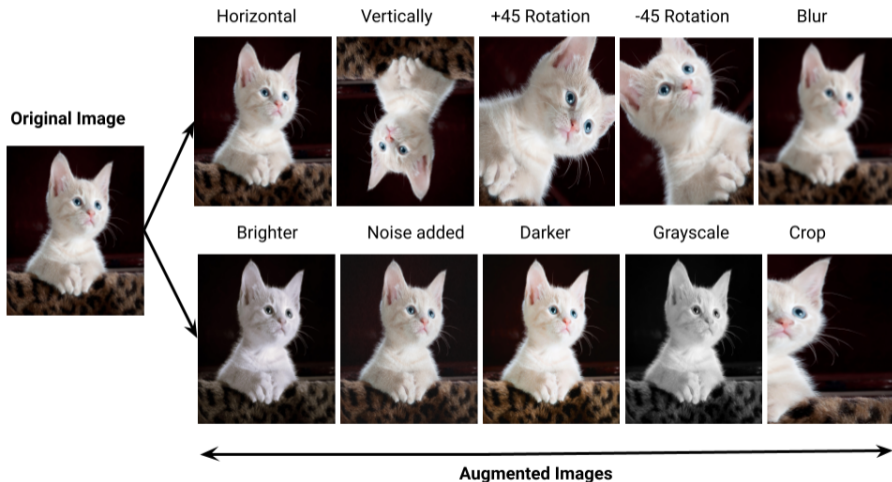 Horizontal
Vertically
+45 Rotation
-45 Rotation
Blur
Original Image
Brighter
Noise added
Darker
Grayscale
Crop
Augmented Images